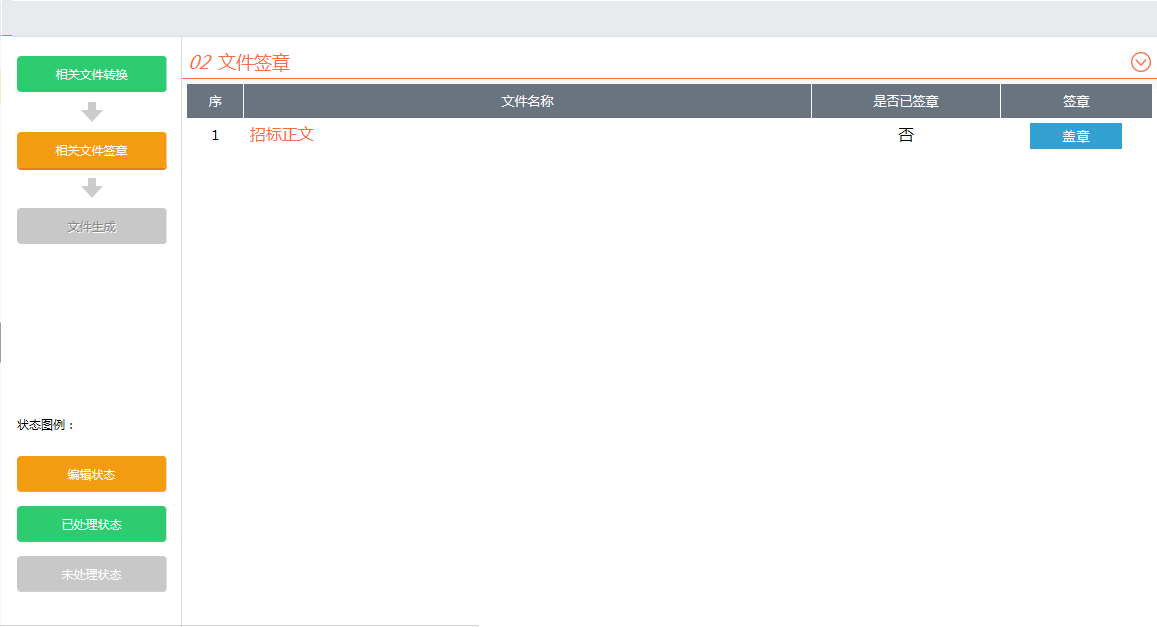 相关文件转换
相关文件签章
文件生成
状态图例：
编辑状态
已处理状态
未处理状态
02 文件签章
序 文件名称 是否已签章 签章
1 招标正文 否 盖章